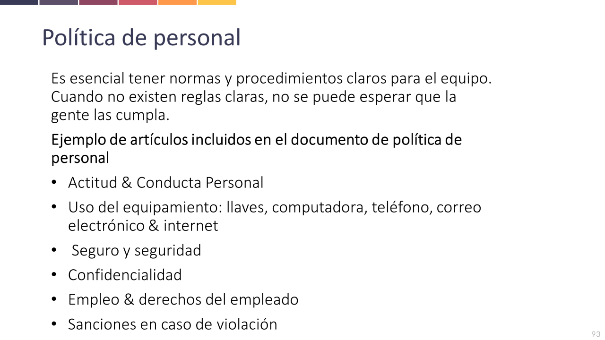 Política de personal
Es esencial tener normas y procedimientos claros para el equipo.
Cuando no existen reglas claras, no se puede esperar que la
gente las cumpla.
Ejemplo de artículos incluidos en el documento de política de
personal
• Actitud & Conducta Personal
• Uso del equipamiento: llaves, computadora, teléfono, correo
electrónico & internet
• Seguro y seguridad
• Confidencialidad
• Empleo & derechos del empleado
• Sanciones en caso de violación
93